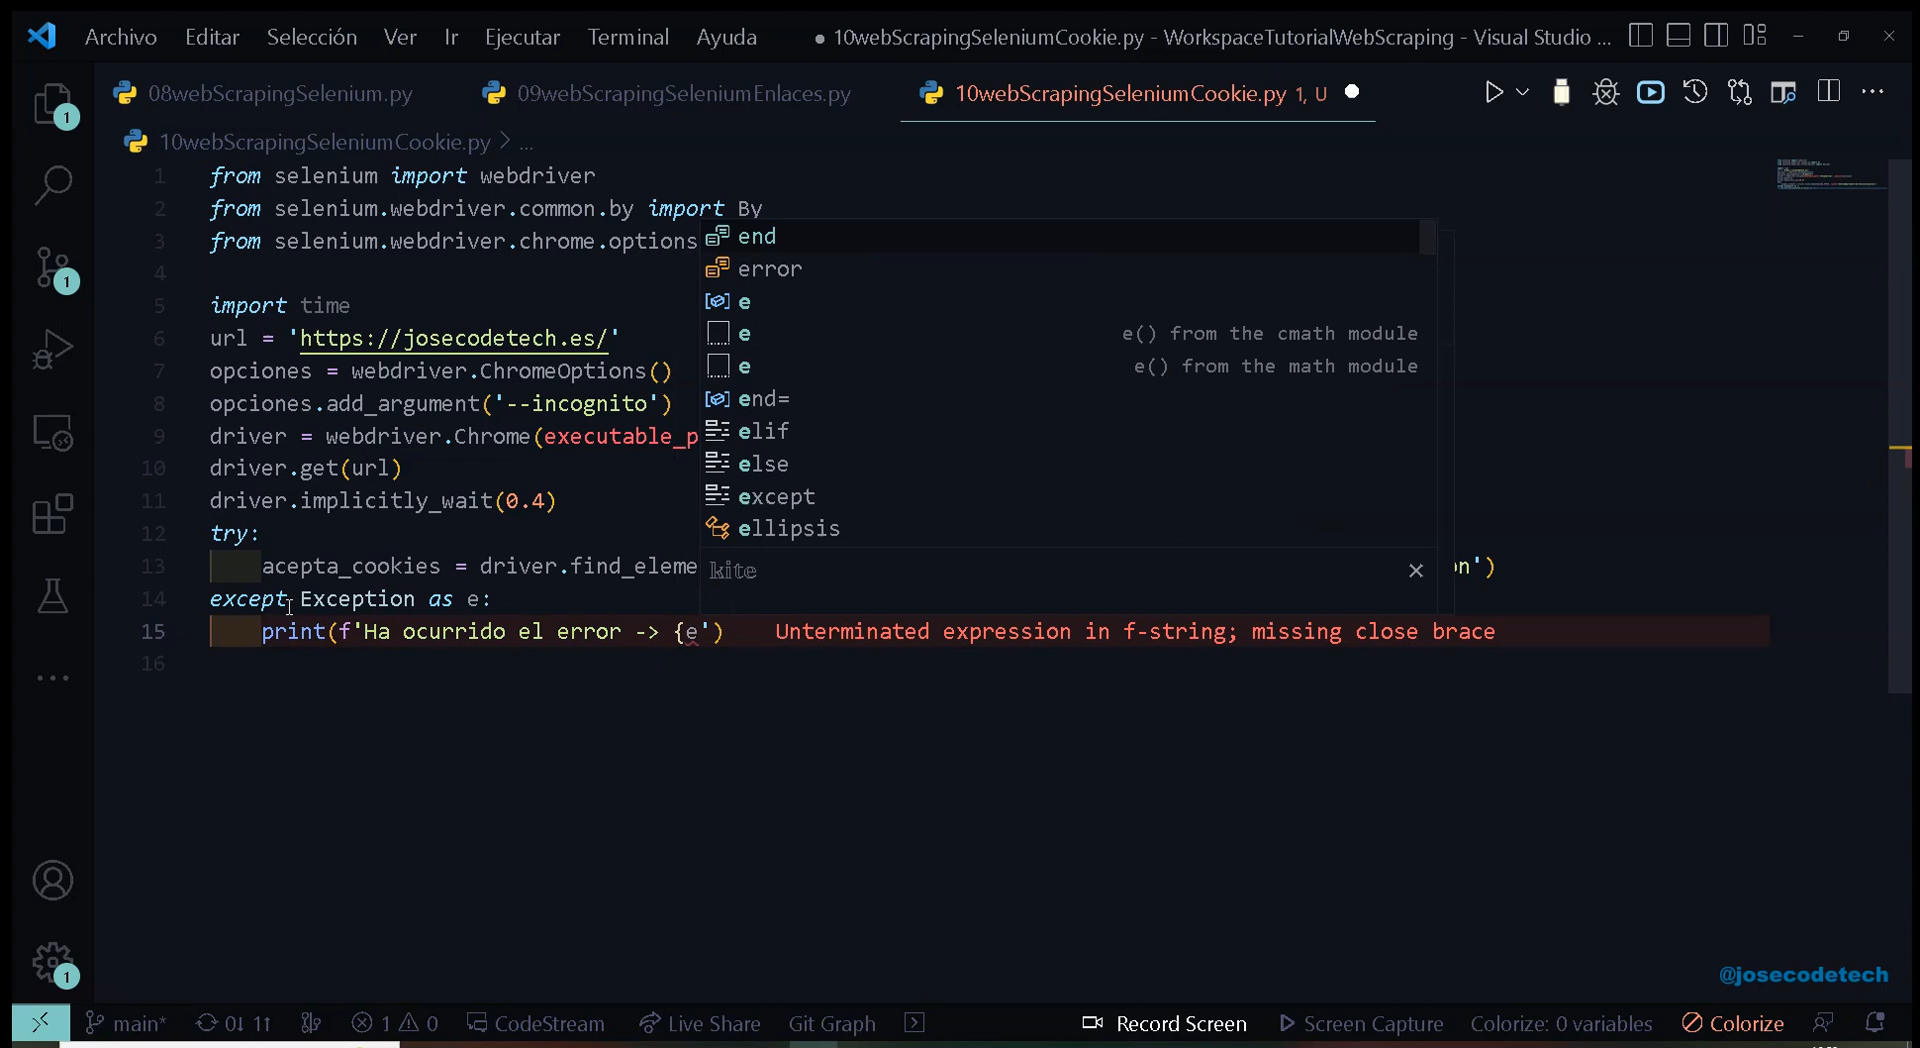 Archivo Editar Selección Ver Ir Ejecutar Terminal Ayuda ● 10webScrapingSeleniumCookie.py - WorkspaceTutorialWebScraping - Visual Studio ...
08webScrapingSelenium.py 09webScrapingSeleniumEnlaces.py 10webScrapingSeleniumCookie.py 1, U
10webScrapingSeleniumCookie.py > ...
1 from selenium import webdriver
2 from selenium.webdriver.common.by import By
3 from selenium.webdriver.chrome.options
4
5 import time
6 url = 'https://josecodetech.es/'
7 opciones = webdriver.ChromeOptions()
8 opciones.add_argument('--incognito')
9 driver = webdriver.Chrome(executable_p
10 driver.get(url)
11 driver.implicitly_wait(0.4)
12 try:
13 acepta_cookies = driver.find_eleme on')
14 except Exception as e:
15 print(f'Ha ocurrido el error -> {e') Unterminated expression in f-string; missing close brace
16
end
error
e
e e() from the cmath module
e e() from the math module
end=
elif
else
except
ellipsis
kite
1
1
1
@josecodetech
main* 0↓ 1↑ 1 0 CodeStream Live Share Git Graph Record Screen Screen Capture Colorize: 0 variables Colorize